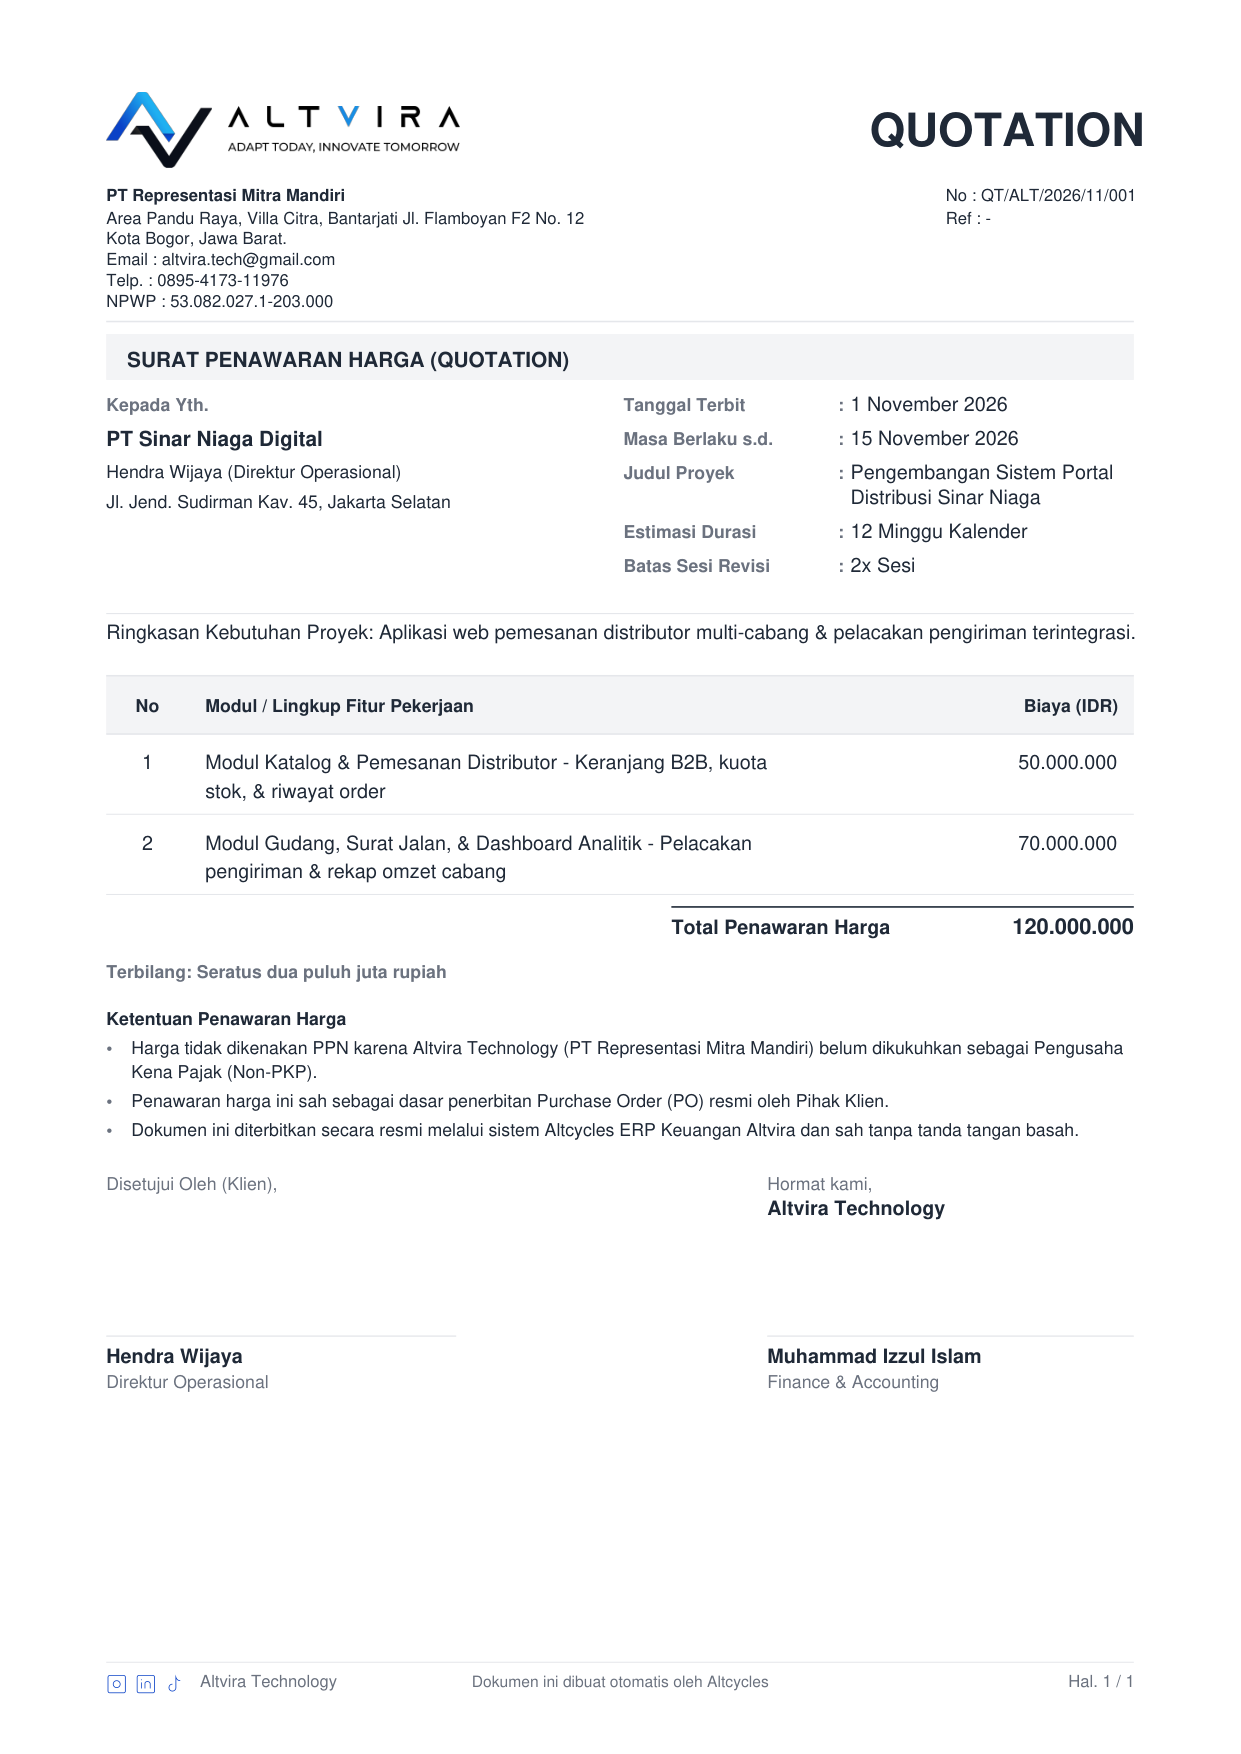 ALTVIRA
ADAPT TODAY, INNOVATE TOMORROW
QUOTATION
PT Representasi Mitra Mandiri
Area Pandu Raya, Villa Citra, Bantarjati Jl. Flamboyan F2 No. 12
Kota Bogor, Jawa Barat.
Email : altvira.tech@gmail.com
Telp. : 0895-4173-11976
NPWP : 53.082.027.1-203.000
No : QT/ALT/2026/11/001
Ref : -
SURAT PENAWARAN HARGA (QUOTATION)
Kepada Yth.
PT Sinar Niaga Digital
Hendra Wijaya (Direktur Operasional)
Jl. Jend. Sudirman Kav. 45, Jakarta Selatan
Tanggal Terbit : 1 November 2026
Masa Berlaku s.d. : 15 November 2026
Judul Proyek : Pengembangan Sistem Portal
Distribusi Sinar Niaga
Estimasi Durasi : 12 Minggu Kalender
Batas Sesi Revisi : 2x Sesi
Ringkasan Kebutuhan Proyek: Aplikasi web pemesanan distributor multi-cabang & pelacakan pengiriman terintegrasi.
No Modul / Lingkup Fitur Pekerjaan Biaya (IDR)
1 Modul Katalog & Pemesanan Distributor - Keranjang B2B, kuota 50.000.000
stok, & riwayat order
2 Modul Gudang, Surat Jalan, & Dashboard Analitik - Pelacakan 70.000.000
pengiriman & rekap omzet cabang
Total Penawaran Harga 120.000.000
Terbilang: Seratus dua puluh juta rupiah
Ketentuan Penawaran Harga
• Harga tidak dikenakan PPN karena Altvira Technology (PT Representasi Mitra Mandiri) belum dikukuhkan sebagai Pengusaha
Kena Pajak (Non-PKP).
• Penawaran harga ini sah sebagai dasar penerbitan Purchase Order (PO) resmi oleh Pihak Klien.
• Dokumen ini diterbitkan secara resmi melalui sistem Altcycles ERP Keuangan Altvira dan sah tanpa tanda tangan basah.
Disetujui Oleh (Klien),
Hormat kami,
Altvira Technology
Hendra Wijaya
Direktur Operasional
Muhammad Izzul Islam
Finance & Accounting
Altvira Technology
Dokumen ini dibuat otomatis oleh Altcycles
Hal. 1 / 1